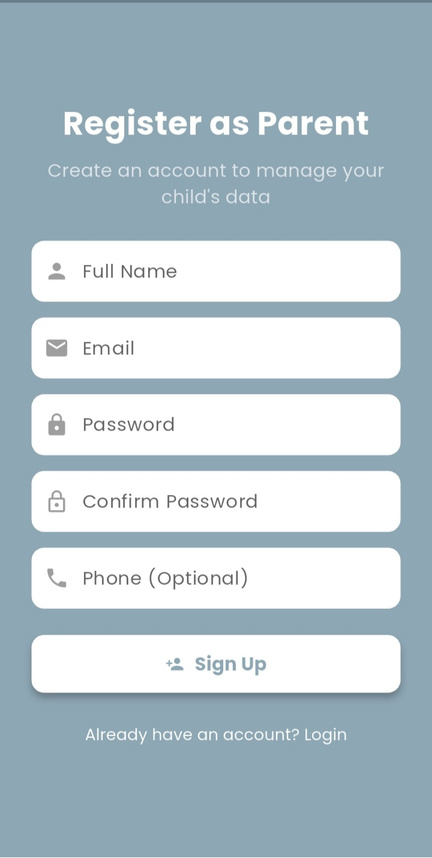 Register as Parent
Create an account to manage your
child's data
Full Name
Email
Password
Confirm Password
Phone (Optional)
Sign Up
Already have an account? Login